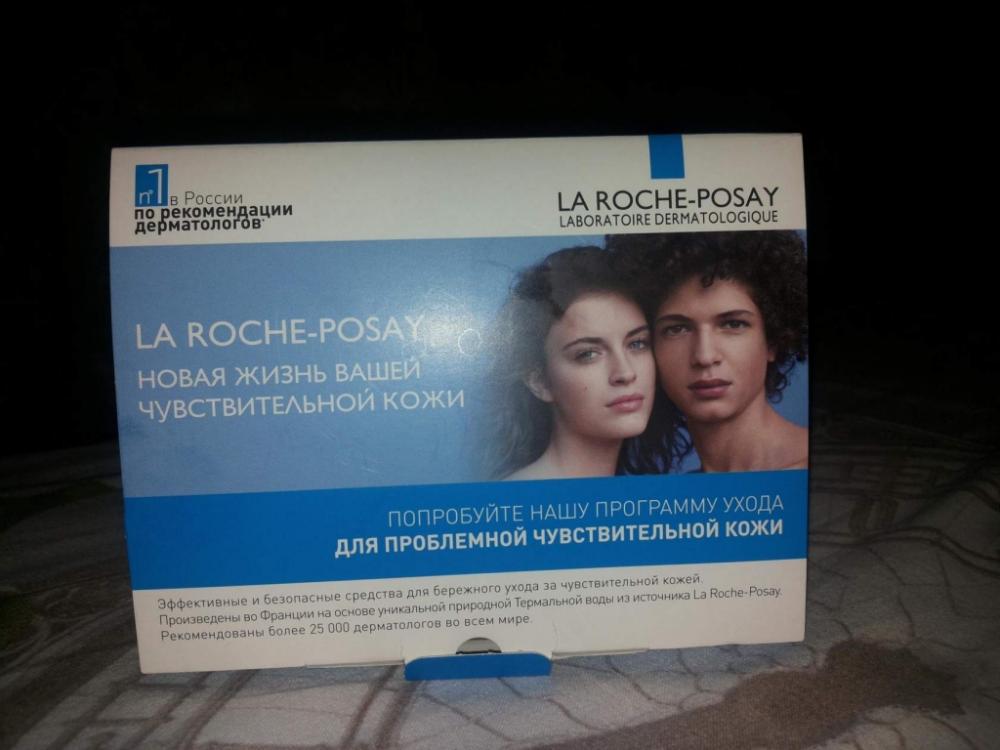 n°1 в России
по рекомендации
дерматологов*
LA ROCHE-POSAY
LABORATOIRE DERMATOLOGIQUE
LA ROCHE-POSAY
НОВАЯ ЖИЗНЬ ВАШЕЙ
ЧУВСТВИТЕЛЬНОЙ КОЖИ
ПОПРОБУЙТЕ НАШУ ПРОГРАММУ УХОДА
ДЛЯ ПРОБЛЕМНОЙ ЧУВСТВИТЕЛЬНОЙ КОЖИ
Эффективные и безопасные средства для бережного ухода за чувствительной кожей.
Произведены во Франции на основе уникальной природной Термальной воды из источника La Roche-Posay.
Рекомендованы более 25 000 дерматологов во всем мире.